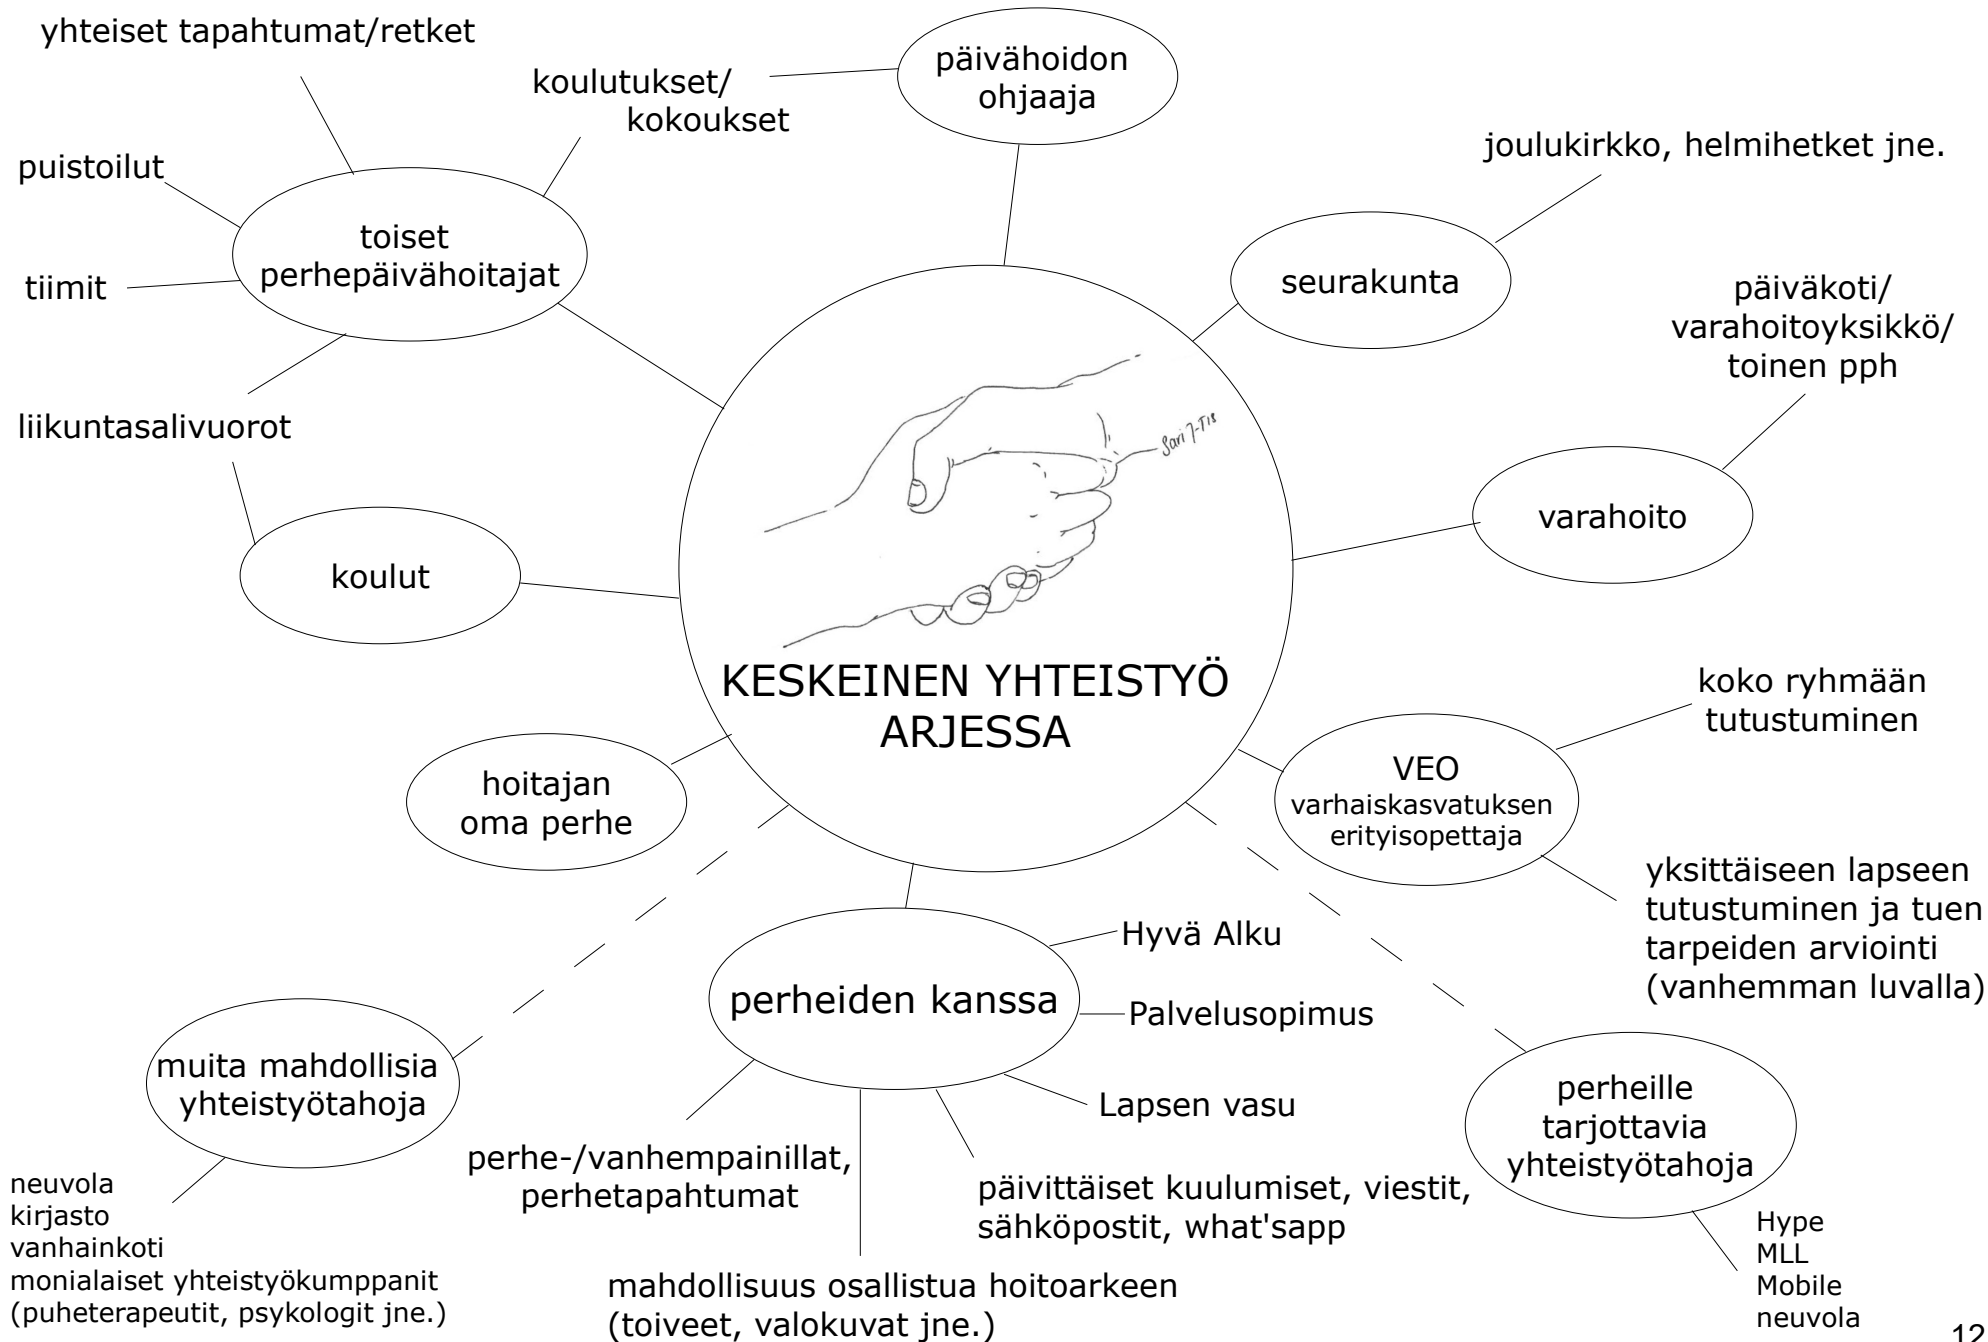 yhteiset tapahtumat/retket
koulutukset/
kokoukset
päivähoidon
ohjaaja
joulukirkko, helmihetket jne.
puistoilut
toiset
perhepäivähoitajat
tiimit
seurakunta
päiväkoti/
varahoitoyksikkö/
toinen pph
liikuntasalivuorot
Sari J-T18
varahoito
koulut
KESKEINEN YHTEISTYÖ
ARJESSA
koko ryhmään
tutustuminen
hoitajan
oma perhe
VEO
varhaiskasvatuksen
erityisopettaja
yksittäiseen lapseen
tutustuminen ja tuen
tarpeiden arviointi
(vanhemman luvalla)
perheiden kanssa
Hyvä Alku
Palvelusopimus
Lapsen vasu
muita mahdollisia
yhteistyötahoja
perheille
tarjottavia
yhteistyötahoja
perhe-/vanhempainillat,
perhetapahtumat
päivittäiset kuulumiset, viestit,
sähköpostit, what'sapp
neuvola
kirjasto
vanhainkoti
monialaiset yhteistyökumppanit
(puheterapeutit, psykologit jne.)
mahdollisuus osallistua hoitoarkeen
(toiveet, valokuvat jne.)
Hype
MLL
Mobile
neuvola
12